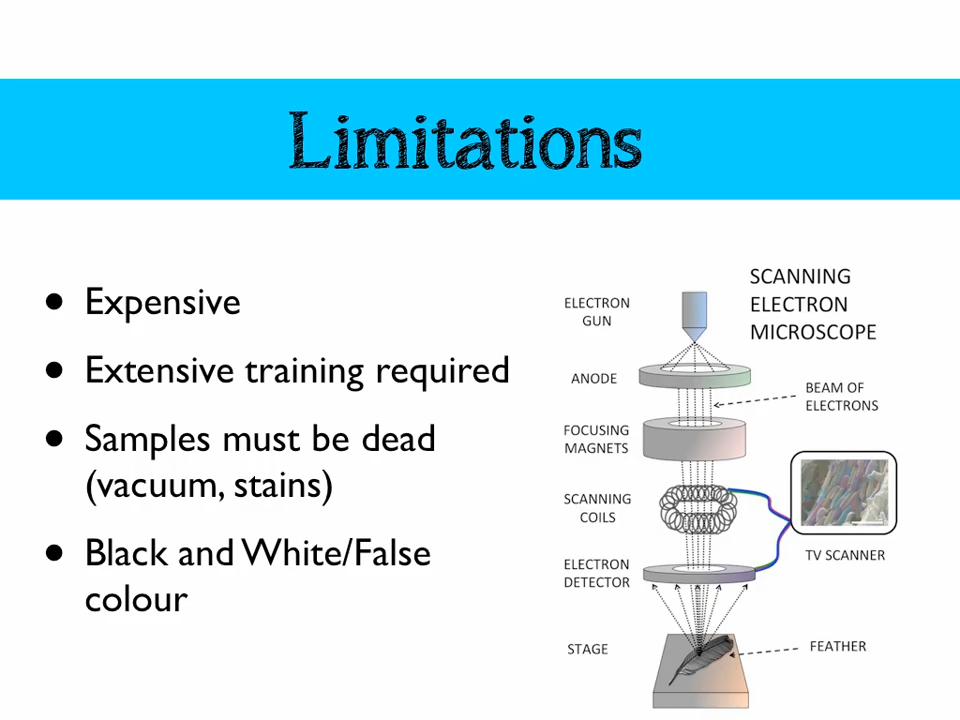 Limitations
• Expensive
• Extensive training required
• Samples must be dead
(vacuum, stains)
• Black and White/False
colour
SCANNING
ELECTRON
MICROSCOPE
ELECTRON
GUN
ANODE
BEAM OF
ELECTRONS
FOCUSING
MAGNETS
SCANNING
COILS
TV SCANNER
ELECTRON
DETECTOR
STAGE
FEATHER